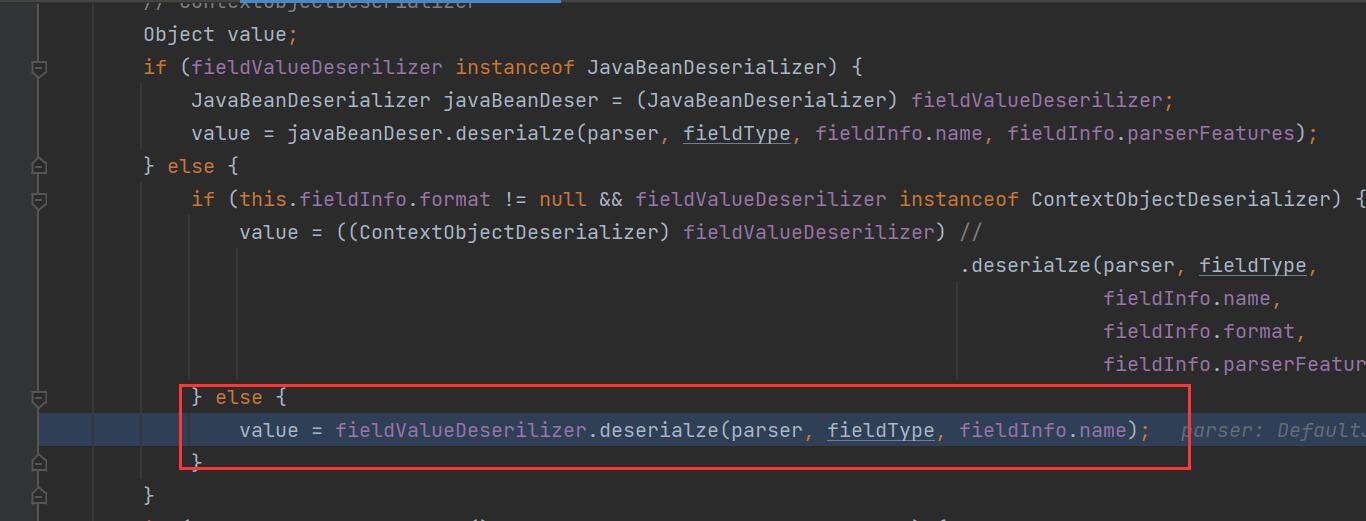 // ContextObjectDeserializer
Object value;
if (fieldValueDeserilizer instanceof JavaBeanDeserializer) {
JavaBeanDeserializer javaBeanDeser = (JavaBeanDeserializer) fieldValueDeserilizer;
value = javaBeanDeser.deserialze(parser, fieldType, fieldInfo.name, fieldInfo.parserFeatures);
} else {
if (this.fieldInfo.format != null && fieldValueDeserilizer instanceof ContextObjectDeserializer) {
value = ((ContextObjectDeserializer) fieldValueDeserilizer) //
.deserialze(parser, fieldType,
fieldInfo.name,
fieldInfo.format,
fieldInfo.parserFeatur
} else {
value = fieldValueDeserilizer.deserialze(parser, fieldType, fieldInfo.name); parser: DefaultJ
}
}